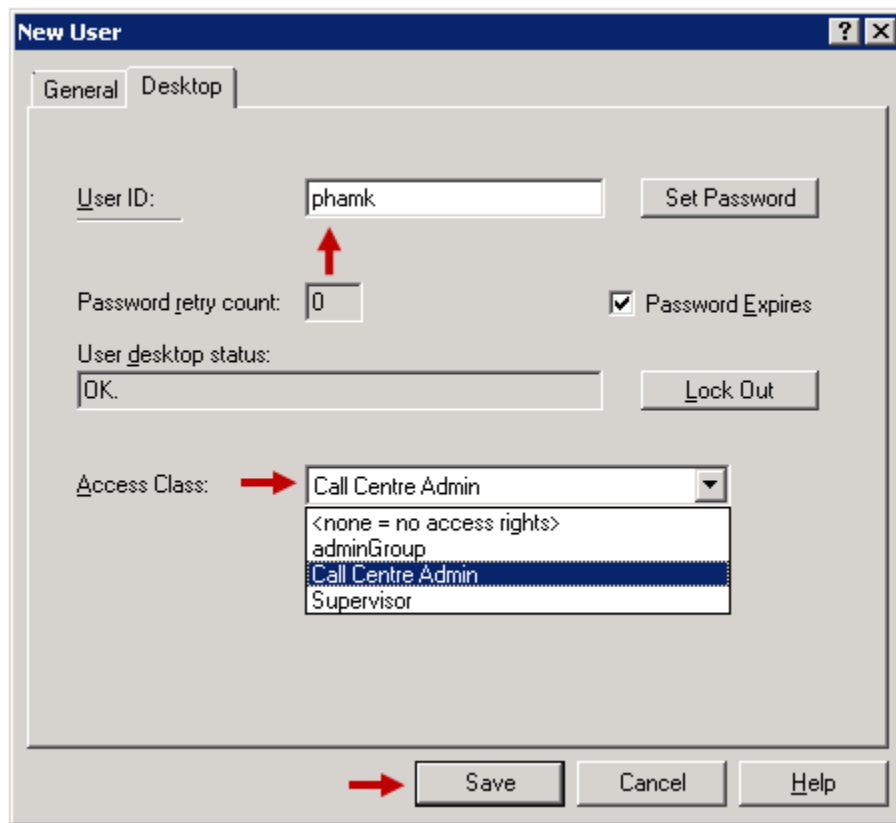 New User
General Desktop
User ID: phamk Set Password
Password retry count: 0 Password Expires
User desktop status:
OK. Lock Out
Access Class: Call Centre Admin
<none = no access rights>
adminGroup
Call Centre Admin
Supervisor
Save Cancel Help